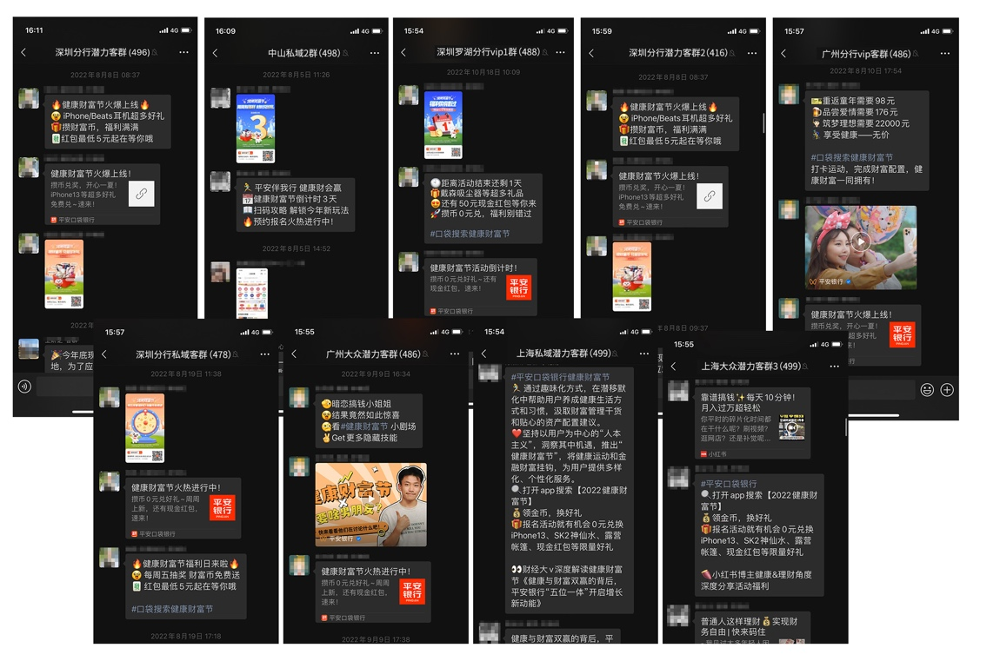 16:11
4G
深圳分行潜力客群(496)
2022年8月8日 08:37
🔥健康财富节火爆上线!🔥
😮iPhone/Beats耳机超多好礼
🎁攒财富币,福利满满
🧧红包最低5元起在等你哦
健康财富节火爆上线!
攒币兑奖,开心一夏!
iPhone13等超多好礼
免费兑~速来!
平安口袋银行
2022年
🎉今年底现
地,为了应
16:09
4G
中山私域2群(498)
2022年8月5日 11:26
3天
🏃平安伴我行 健康财会赢
📅健康财富节倒计时3天
📖扫码攻略 解锁今年新玩法
🔥预约报名火热进行中!
2022年8月5日 14:52
15:54
4G
深圳罗湖分行vip1群(488)
2022年10月18日 10:09
🕙距离活动结束还剩1天
🎁戴森吸尘器等超多礼品
😍还有50元现金红包等你来
🚀攒币0元兑,福利别错过
#口袋搜索健康财富节
健康财富节活动倒计时!
攒币0元兑好礼~还有
现金红包,速来!
平安
银行
平安口袋银行
15:59
4G
深圳分行潜力客群2(416)
2022年8月8日 08:37
🔥健康财富节火爆上线!🔥
😮iPhone/Beats耳机超多好礼
🎁攒财富币,福利满满
🧧红包最低5元起在等你哦
健康财富节火爆上线!
攒币兑奖,开心一夏!
iPhone13等超多好礼
免费兑~速来!
平安口袋银行
年8月8日 09:37
15:57
4G
广州分行vip客群(486)
2022年8月10日 17:54
🎫重返童年需要98元
🍺品尝爱情需要176元
筑梦理想需要22000元
享受健康——无价
#口袋搜索健康财富节
打卡运动,完成财富配置,健
康财富一同拥有!
平安银行
健康财富节火爆上线!
平安
银行
15:57
4G
深圳分行私域客群(478)
2022年8月19日 11:38
健康财富节火热进行中!
攒币0元兑好礼~周周
上新,还有现金红包,
速来!
平安
银行
平安口袋银行
🔥健康财富节福利日来啦🔥
😮每周五抽奖 财富币免费送
🧧红包最低5元起在等你哦
#口袋搜索健康财富节
2022年8月19日 17:18
15:55
4G
广州大众潜力客群(486)
2022年9月9日 16:34
暗恋搞钱小姐姐
结果竟然如此惊喜
看#健康财富节 小剧场
✌Get更多隐藏技能
健康财富节
要啥男朋友?
快来看看他们在讨论什么吧!
平安银行
健康财富节火热进行中!
攒币0元兑好礼~周周
上新,还有现金红包,
速来!
平安
银行
平安口袋银行
2022年9月9日 17:38
15:54
4G
上海私域潜力客群(499)
#平安口袋银行健康财富节
🏃通过趣味化方式,在潜移默
化中帮助用户养成健康生活方
式和习惯,汲取财富管理干货
和贴心的资产配置建议。
❤️坚持以用户为中心的“人本
主义”,洞察其中机遇,推出“
健康财富节”,将健康运动和金
融财富挂钩,为用户提供多样
化、个性化服务。
🔍打开app搜索【2022健康财
富节】
💰领金币,换好礼
🎁报名活动就有机会0元兑换
iPhone13、SK2神仙水、露营
帐篷、现金红包等限量好礼
👀财经大v深度解读健康财富
节《健康与财富双赢的背后,
平安银行“五位一体”开启增长
新动能》
健康与财富双赢的背后,平
15:55
4G
上海大众潜力客群3(499)
靠谱搞钱✨每天10分钟!
月入过万超轻松
你平时的碎片化时间都
在干什么呢?刷视频?
逛网店?还是补觉呢...
小红书
#平安口袋银行
🔍打开app搜索【2022健康财
富节】
💰领金币,换好礼
🎁报名活动就有机会0元兑换
iPhone13、SK2神仙水、露营
帐篷、现金红包等限量好礼
小红书博主健康&理财角度
深度分享活动福利
普通人这样理财💰实现财
务自由|快来码住